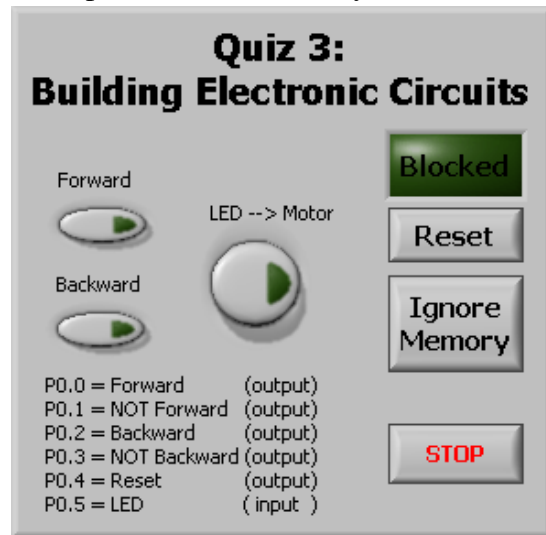 Quiz 3:
Building Electronic Circuits
Blocked
Forward
LED --> Motor
Reset
Backward
Ignore
Memory
P0.0 = Forward (output)
P0.1 = NOT Forward (output)
P0.2 = Backward (output)
P0.3 = NOT Backward (output)
P0.4 = Reset (output)
P0.5 = LED ( input )
STOP